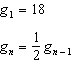 g₁ = 18
gₙ = 1/2 gₙ₋₁